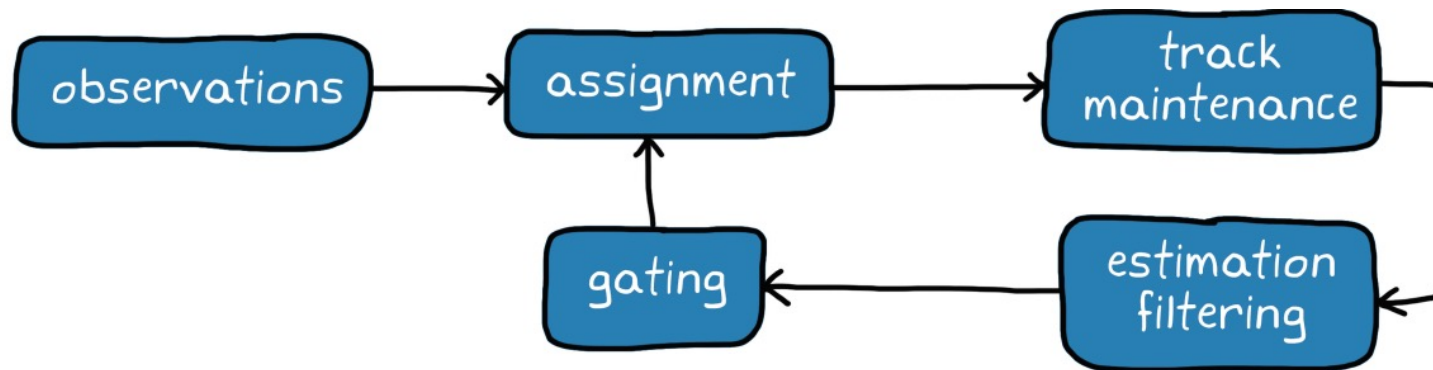 observations
assignment
track
maintenance
gating
estimation
filtering